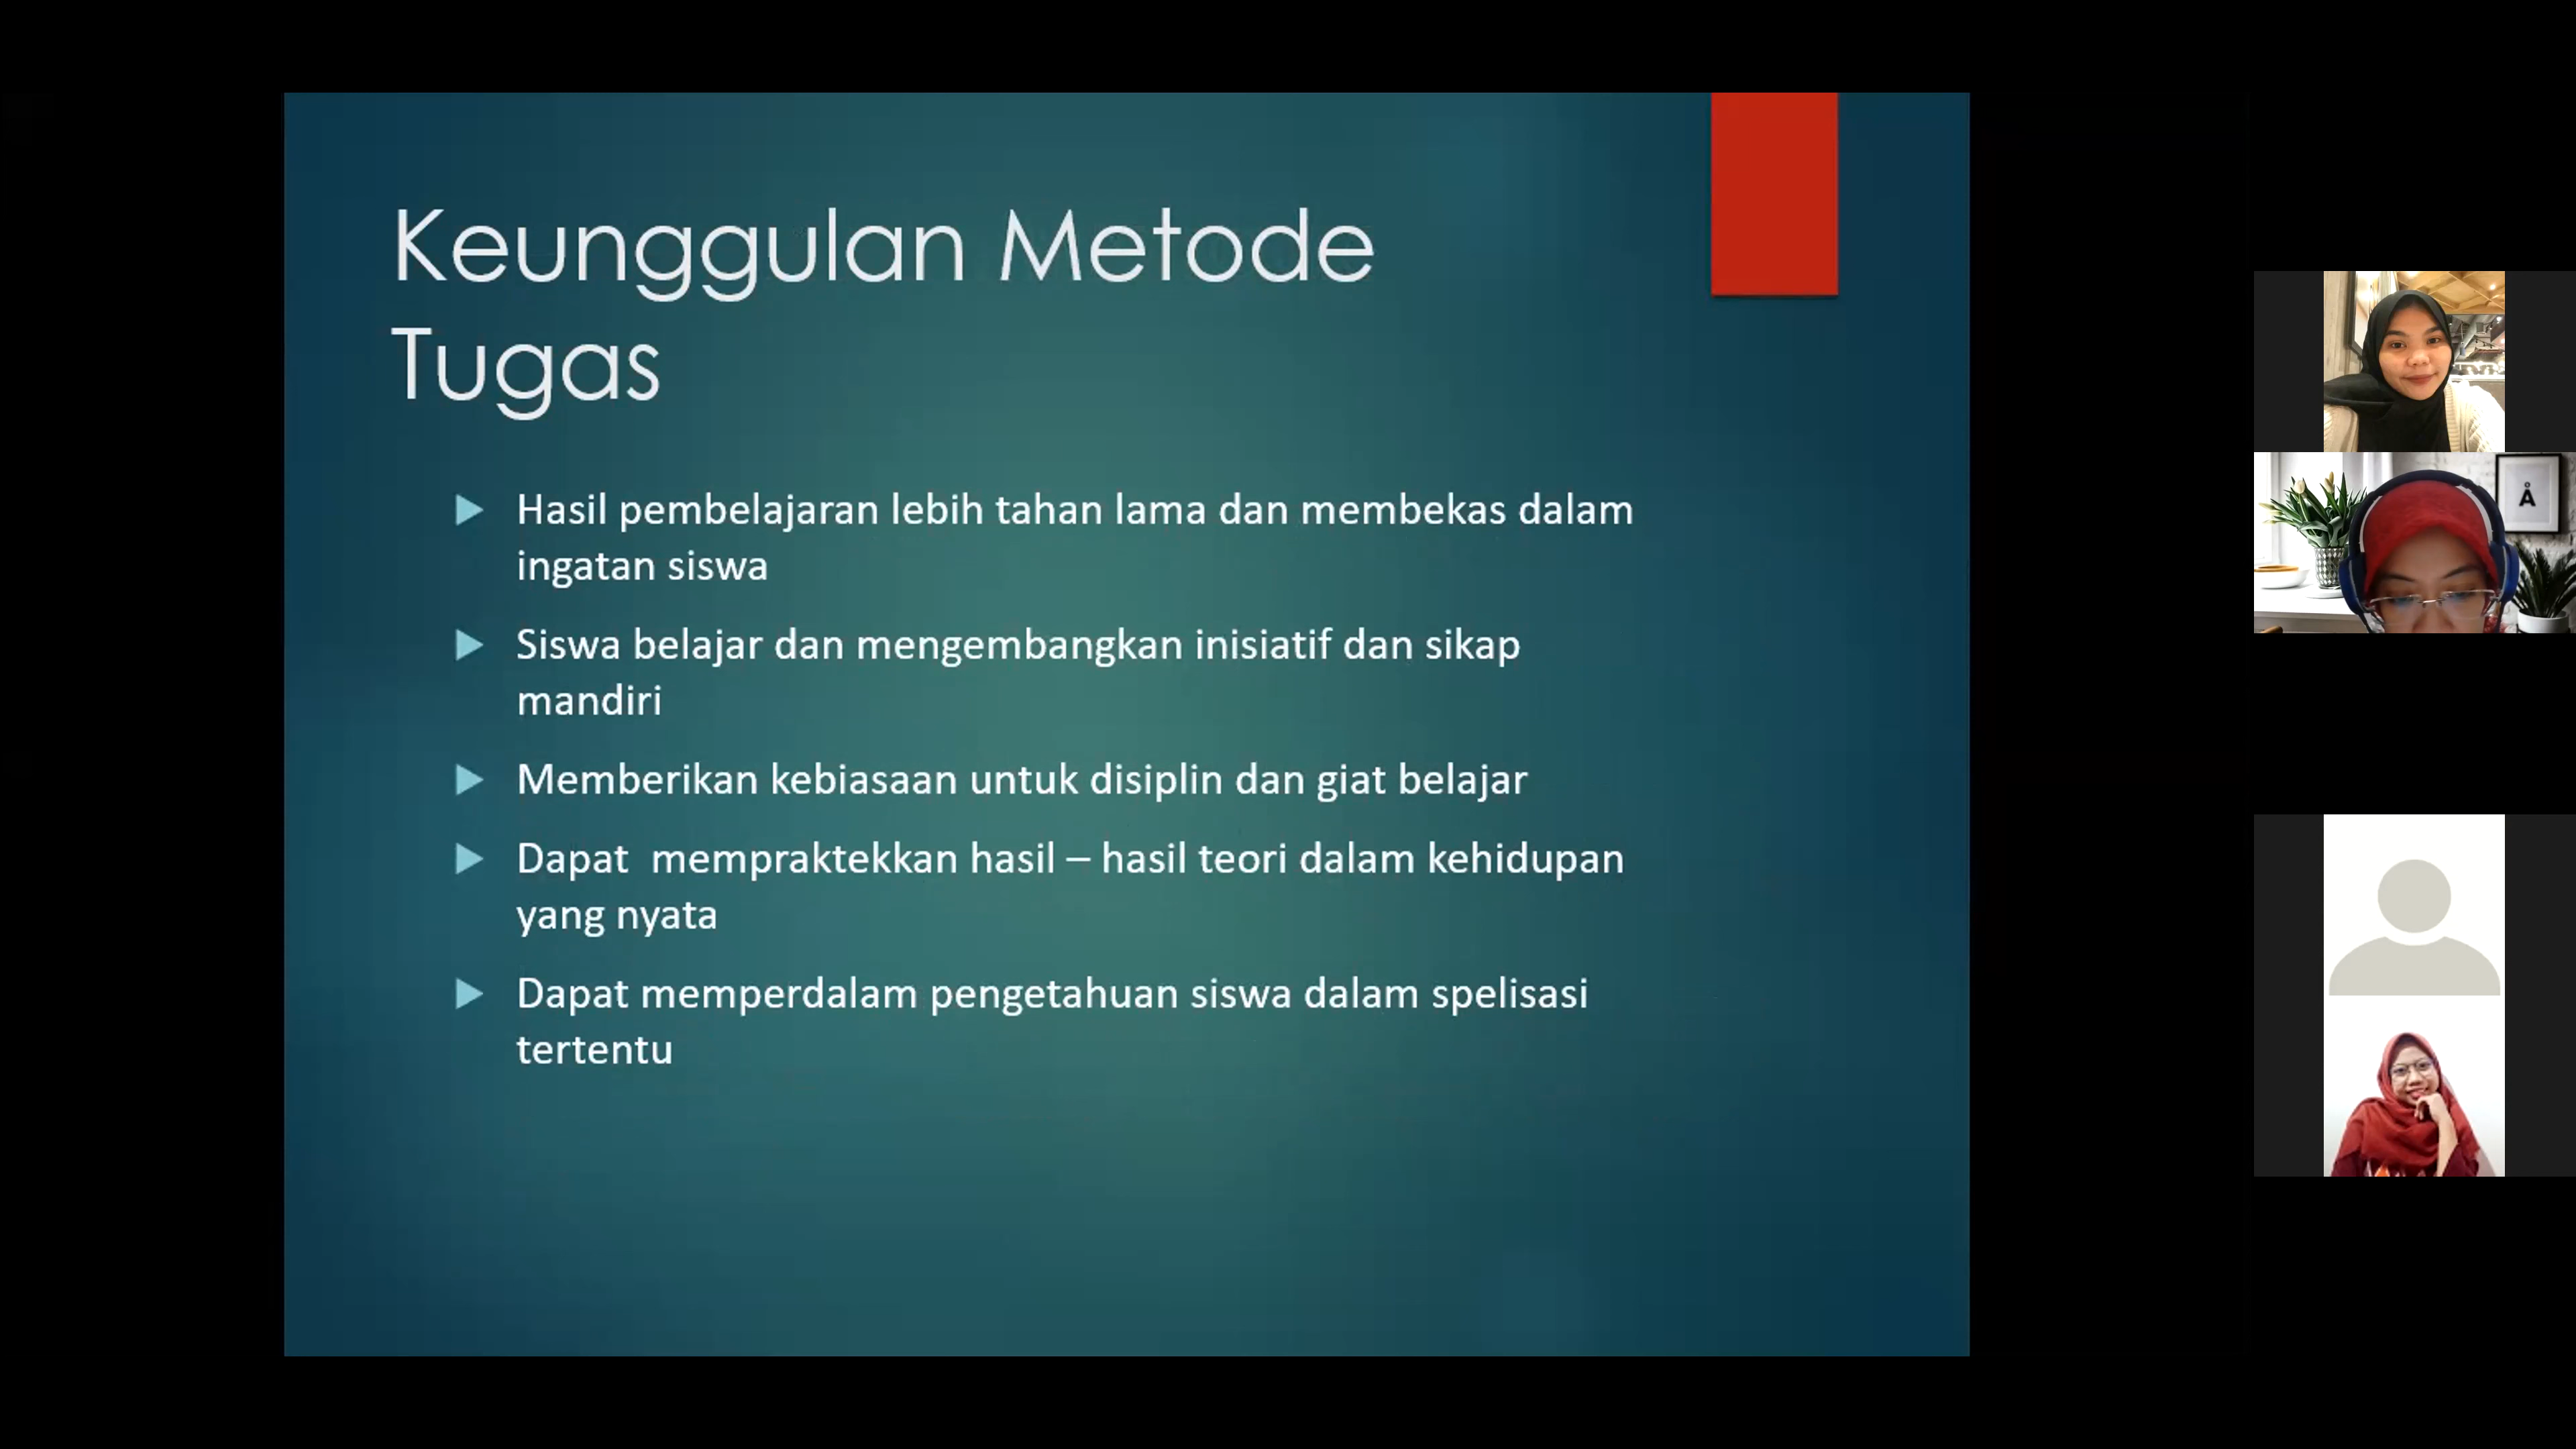 Keunggulan Metode
Tugas
Hasil pembelajaran lebih tahan lama dan membekas dalam
ingatan siswa
Siswa belajar dan mengembangkan inisiatif dan sikap
mandiri
Memberikan kebiasaan untuk disiplin dan giat belajar
Dapat  mempraktekkan hasil – hasil teori dalam kehidupan
yang nyata
Dapat memperdalam pengetahuan siswa dalam spelisasi
tertentu
Å